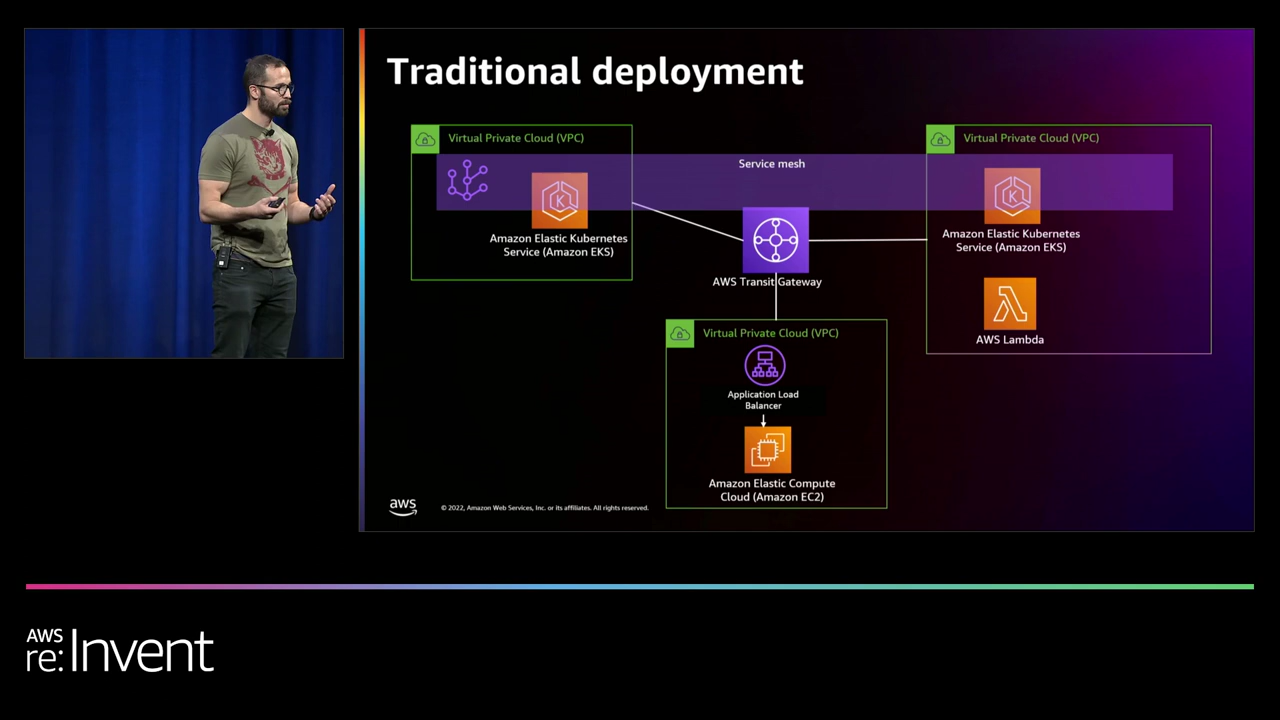 Traditional deployment
Virtual Private Cloud (VPC)
Service mesh
Virtual Private Cloud (VPC)
K
Amazon Elastic Kubernetes
Service (Amazon EKS)
AWS Transit Gateway
K
Amazon Elastic Kubernetes
Service (Amazon EKS)
AWS Lambda
Virtual Private Cloud (VPC)
Application Load
Balancer
Amazon Elastic Compute
Cloud (Amazon EC2)
aws
© 2022, Amazon Web Services, Inc. or its affiliates. All rights reserved.
AWS
re:Invent